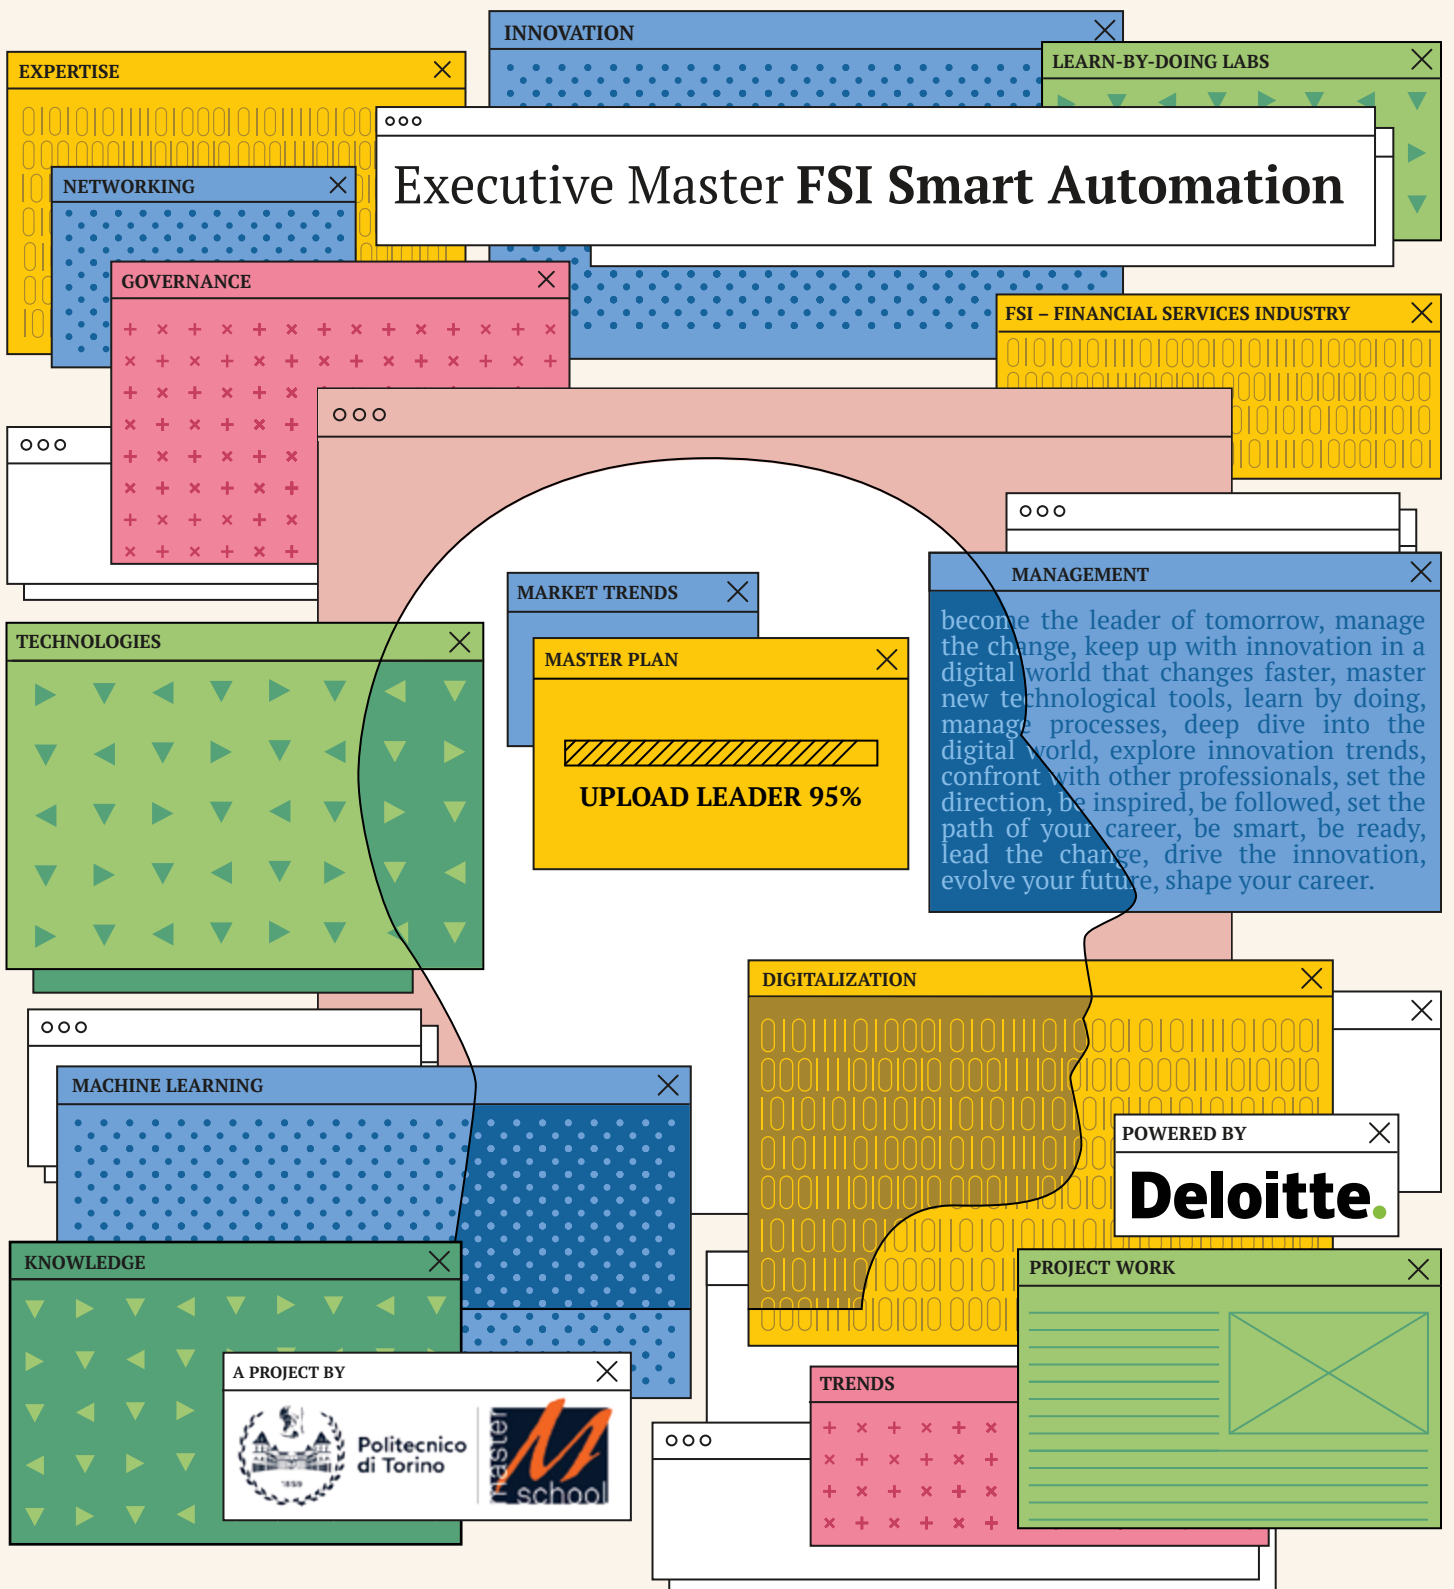 INNOVATION
LEARN-BY-DOING LABS
EXPERTISE
Executive Master FSI Smart Automation
NETWORKING
GOVERNANCE
FSI – FINANCIAL SERVICES INDUSTRY
MARKET TRENDS
MANAGEMENT
become the leader of tomorrow, manage
the change, keep up with innovation in a
digital world that changes faster, master
new technological tools, learn by doing,
manage processes, deep dive into the
digital world, explore innovation trends,
confront with other professionals, set the
direction, be inspired, be followed, set the
path of your career, be smart, be ready,
lead the change, drive the innovation,
evolve your future, shape your career.
TECHNOLOGIES
MASTER PLAN
UPLOAD LEADER 95%
DIGITALIZATION
MACHINE LEARNING
POWERED BY
Deloitte.
KNOWLEDGE
PROJECT WORK
A PROJECT BY
Politecnico
di Torino
1859
master
school
TRENDS